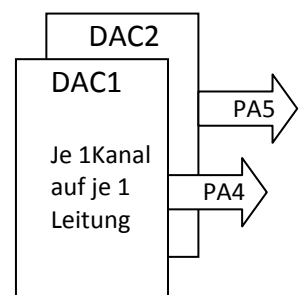 DAC2
DAC1
PA5
Je 1Kanal
auf je 1
PA4
Leitung